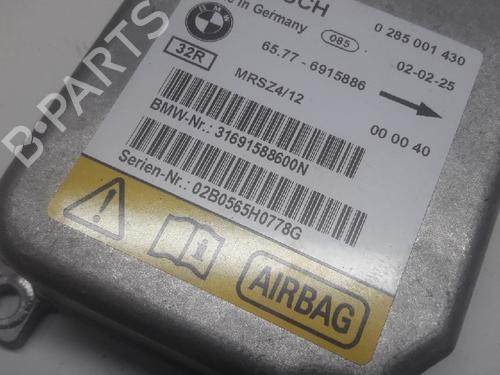 BMW
in Germany
085
0 285 001 430
32R
65.77 - 6915886
02-02-25
MRSZ4/12
BMW-Nr.: 31691588600N
00 00 40
Serien-Nr.: 02B0565H0778G
AIRBAG
B-PARTS